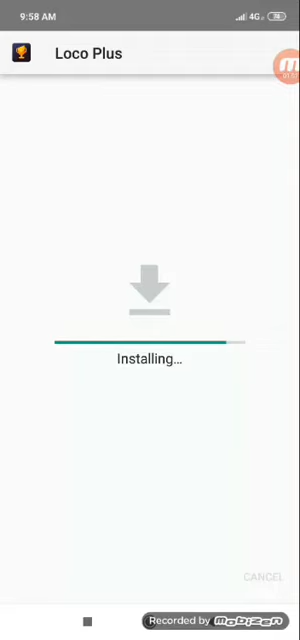 9:58 AM
4G
Loco Plus
Installing...
CANCEL
Recorded by mobizen